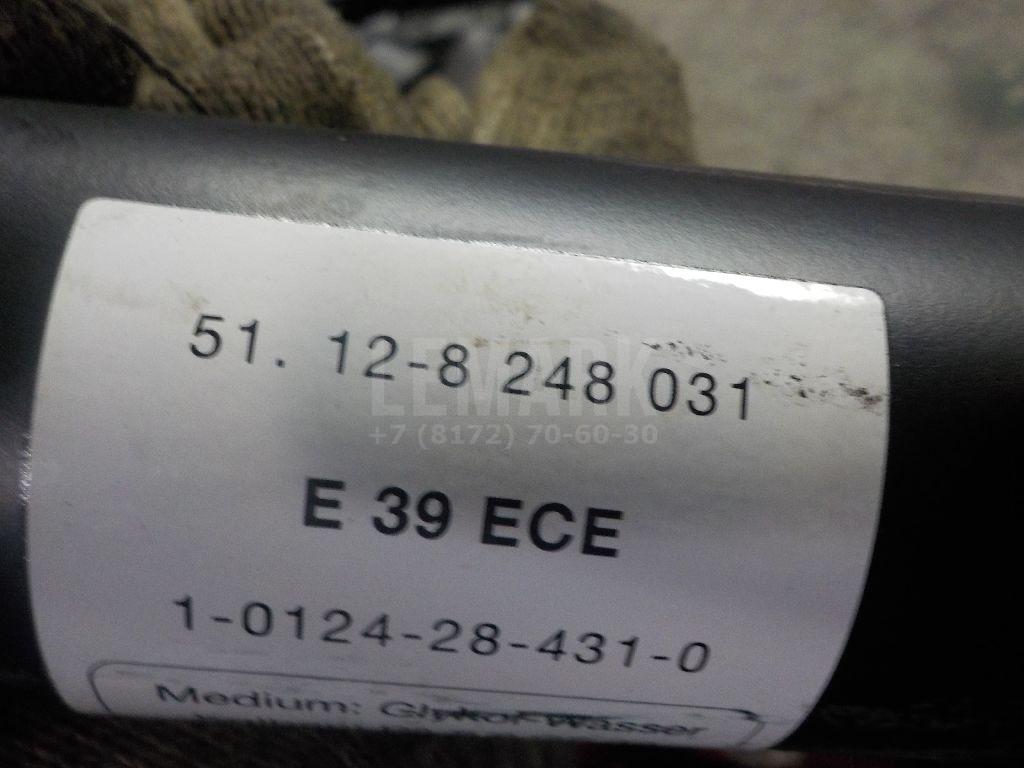 51. 12-8 248 031
LEMARK
+7 (8172) 70-60-30
E 39 ECE
1-0124-28-431-0
Medium: Glykol-Wasser